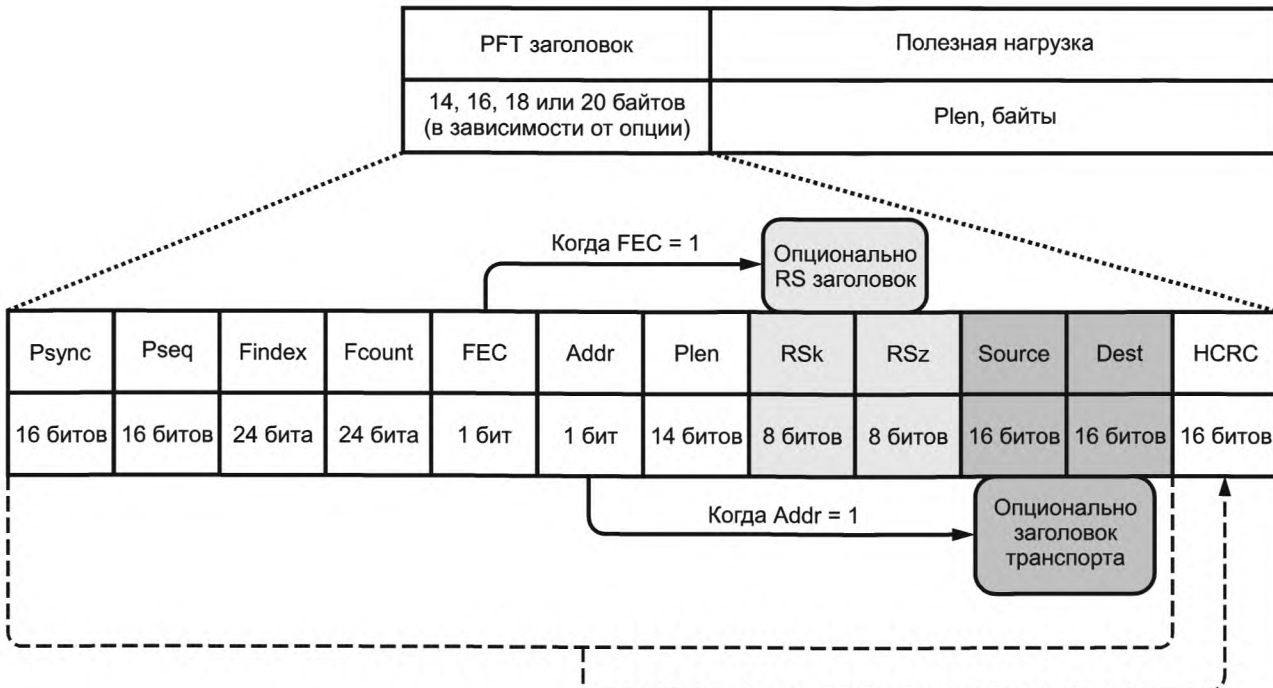 PFT заголовок
Полезная нагрузка
14, 16, 18 или 20 байтов
(в зависимости от опции)
Plen, байты
Когда FEC = 1
Опционально
RS заголовок
Psync Pseq Findex Fcount FEC Addr Plen RSk RSz Source Dest HCRC
16 битов 16 битов 24 бита 24 бита 1 бит 1 бит 14 битов 8 битов 8 битов 16 битов 16 битов 16 битов
Когда Addr = 1
Опционально
заголовок
транспорта